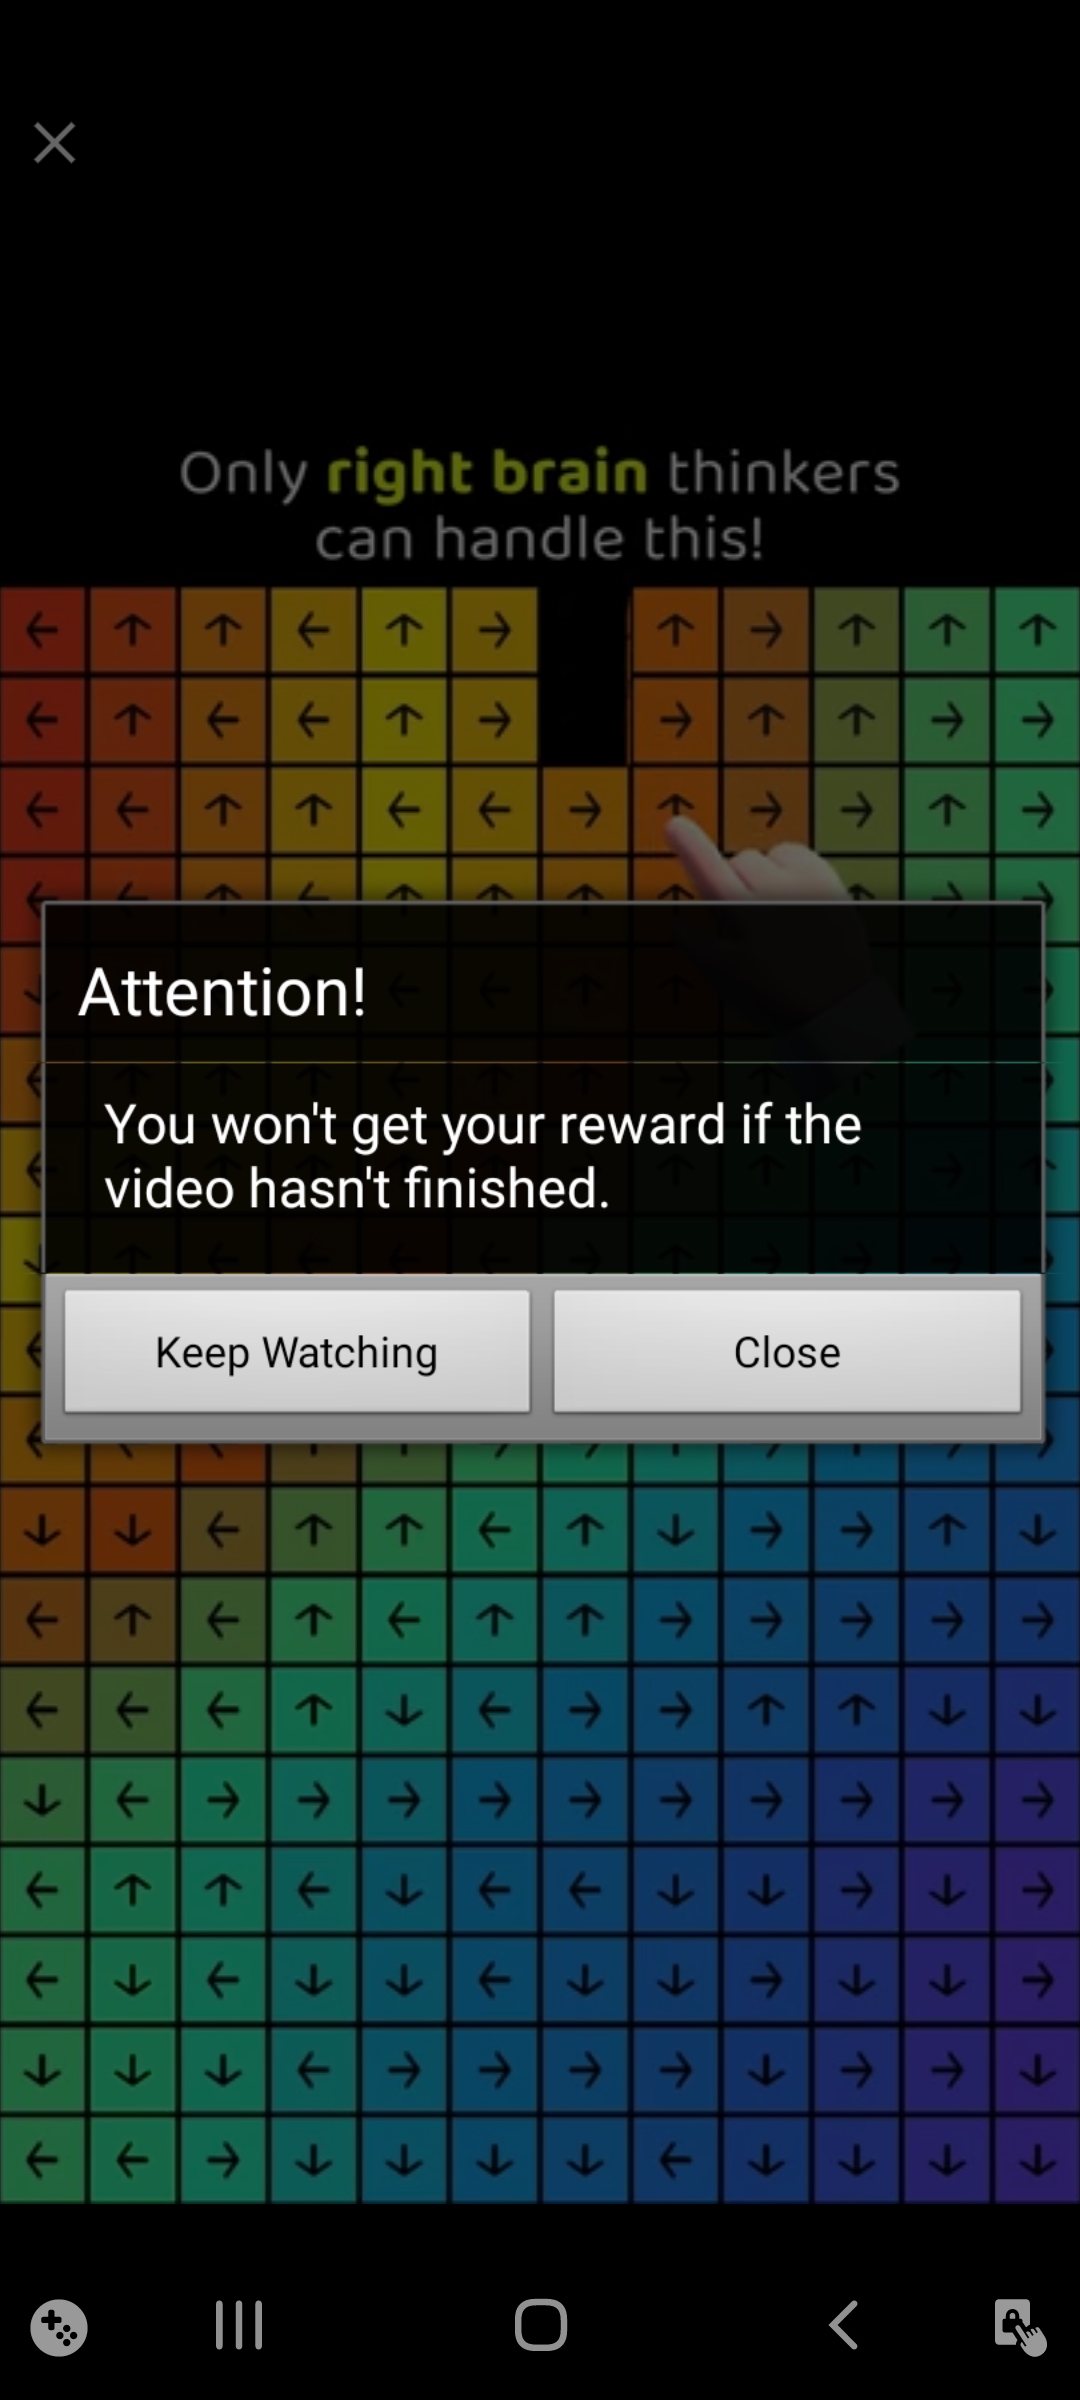 Only right brain thinkers
can handle this!
Attention!
You won't get your reward if the
video hasn't finished.
Keep Watching
Close